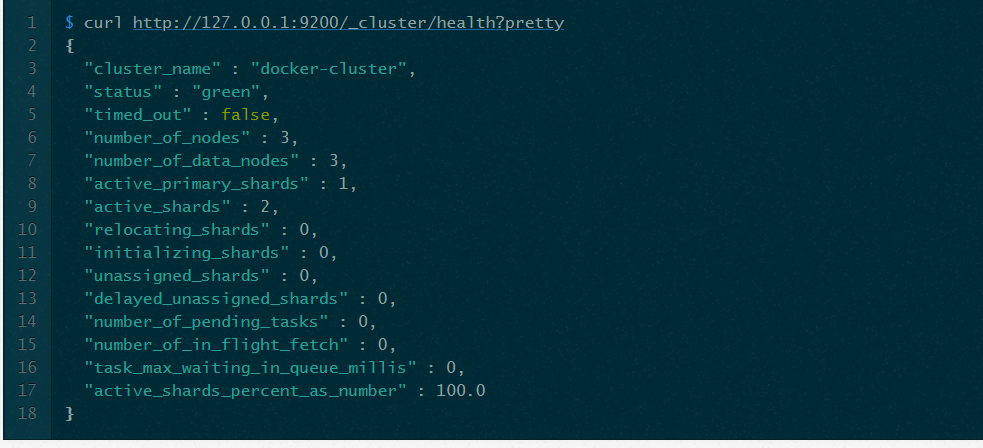 1 $ curl http://127.0.0.1:9200/_cluster/health?pretty
2 {
3 "cluster_name" : "docker-cluster",
4 "status" : "green",
5 "timed_out" : false,
6 "number_of_nodes" : 3,
7 "number_of_data_nodes" : 3,
8 "active_primary_shards" : 1,
9 "active_shards" : 2,
10 "relocating_shards" : 0,
11 "initializing_shards" : 0,
12 "unassigned_shards" : 0,
13 "delayed_unassigned_shards" : 0,
14 "number_of_pending_tasks" : 0,
15 "number_of_in_flight_fetch" : 0,
16 "task_max_waiting_in_queue_millis" : 0,
17 "active_shards_percent_as_number" : 100.0
18 }